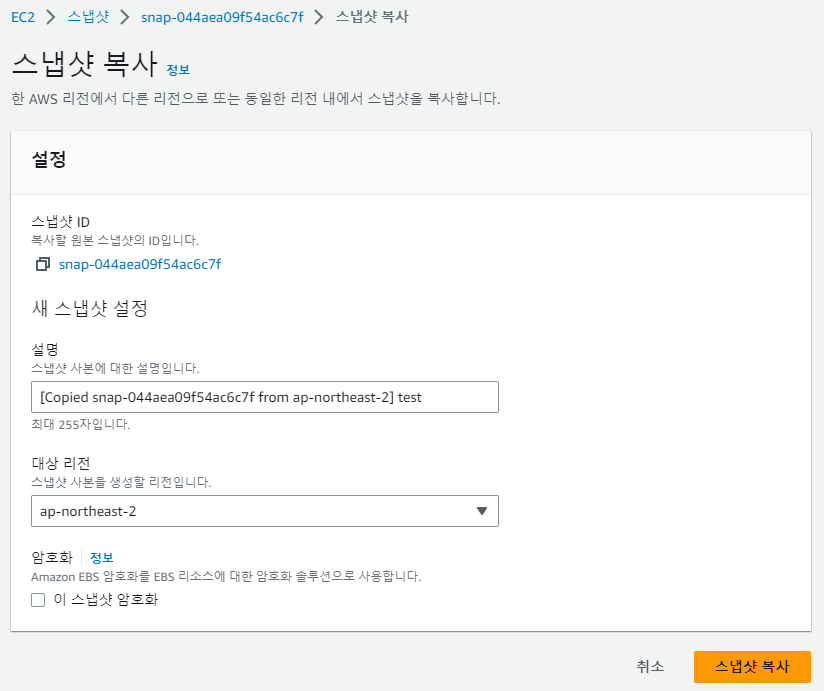 EC2 > 스냅샷 > snap-044aea09f54ac6c7f > 스냅샷 복사
스냅샷 복사 정보
한 AWS 리전에서 다른 리전으로 또는 동일한 리전 내에서 스냅샷을 복사합니다.
설정
스냅샷 ID
복사할 원본 스냅샷의 ID입니다.
snap-044aea09f54ac6c7f
새 스냅샷 설정
설명
스냅샷 사본에 대한 설명입니다.
[Copied snap-044aea09f54ac6c7f from ap-northeast-2] test
최대 255자입니다.
대상 리전
스냅샷 사본을 생성할 리전입니다.
ap-northeast-2
암호화 정보
Amazon EBS 암호화를 EBS 리소스에 대한 암호화 솔루션으로 사용합니다.
이 스냅샷 암호화
취소 스냅샷 복사